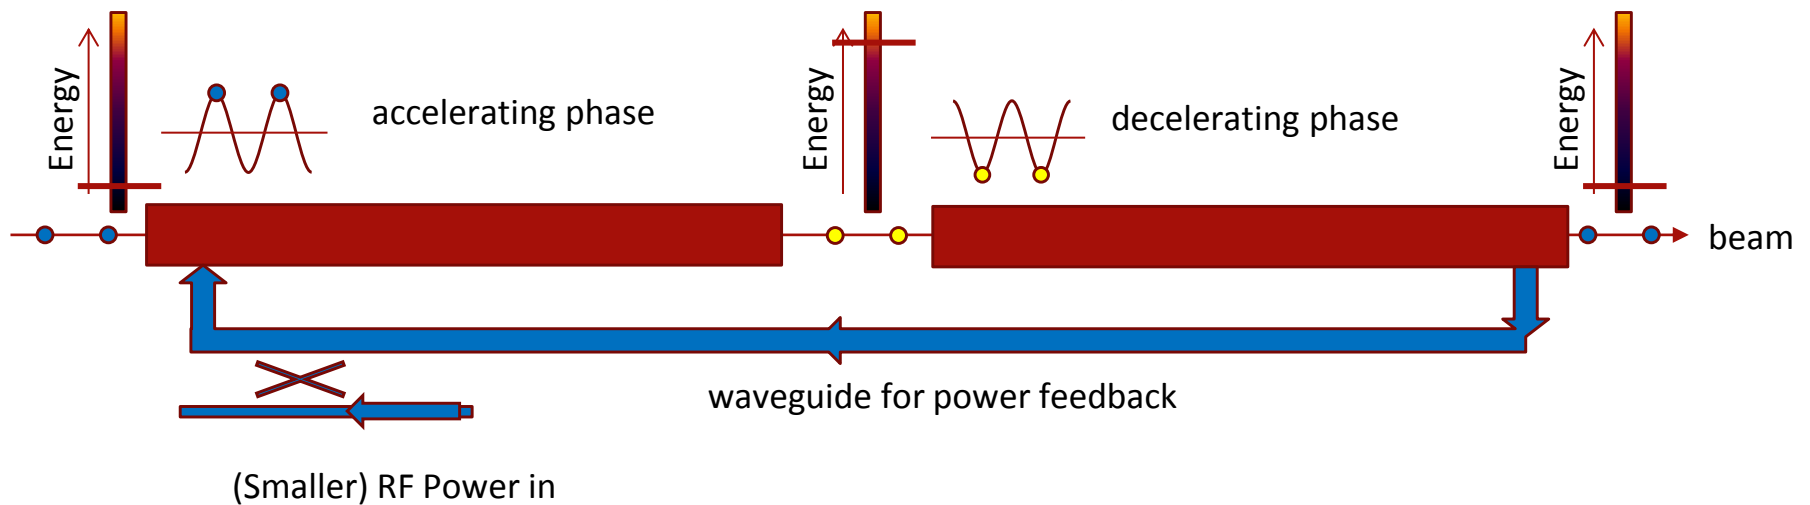 Energy
accelerating phase
Energy
decelerating phase
Energy
beam
waveguide for power feedback
(Smaller) RF Power in